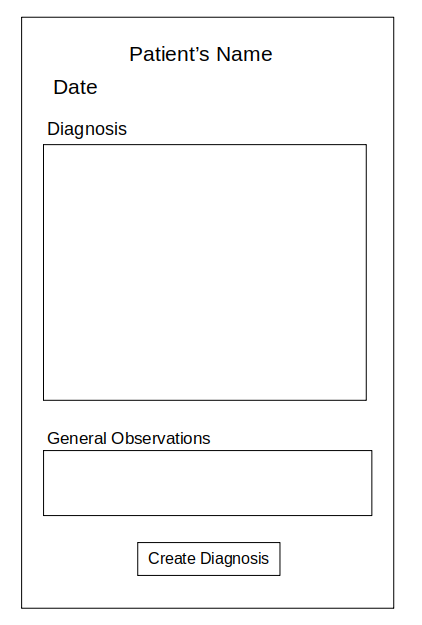 Patient’s Name
Date
Diagnosis
General Observations
Create Diagnosis